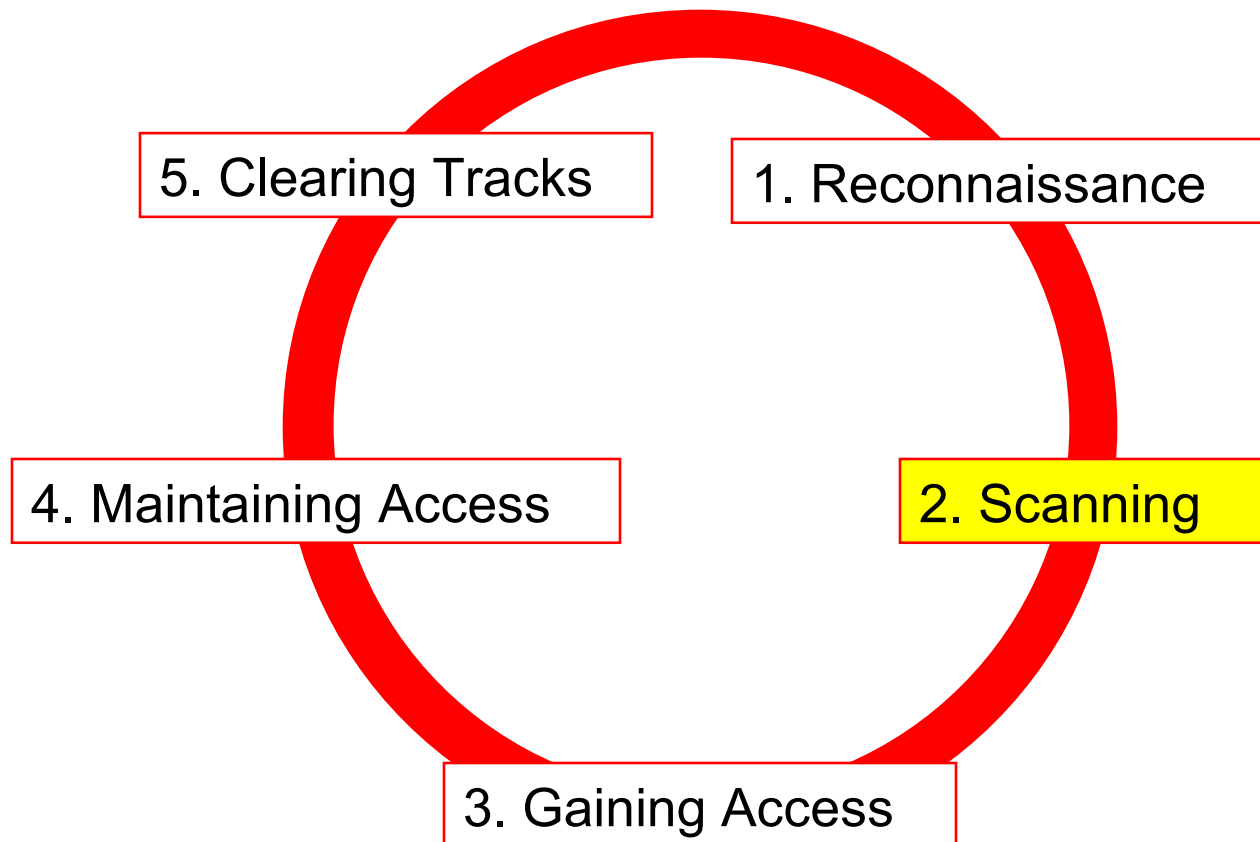 5. Clearing Tracks
1. Reconnaissance
4. Maintaining Access
2. Scanning
3. Gaining Access